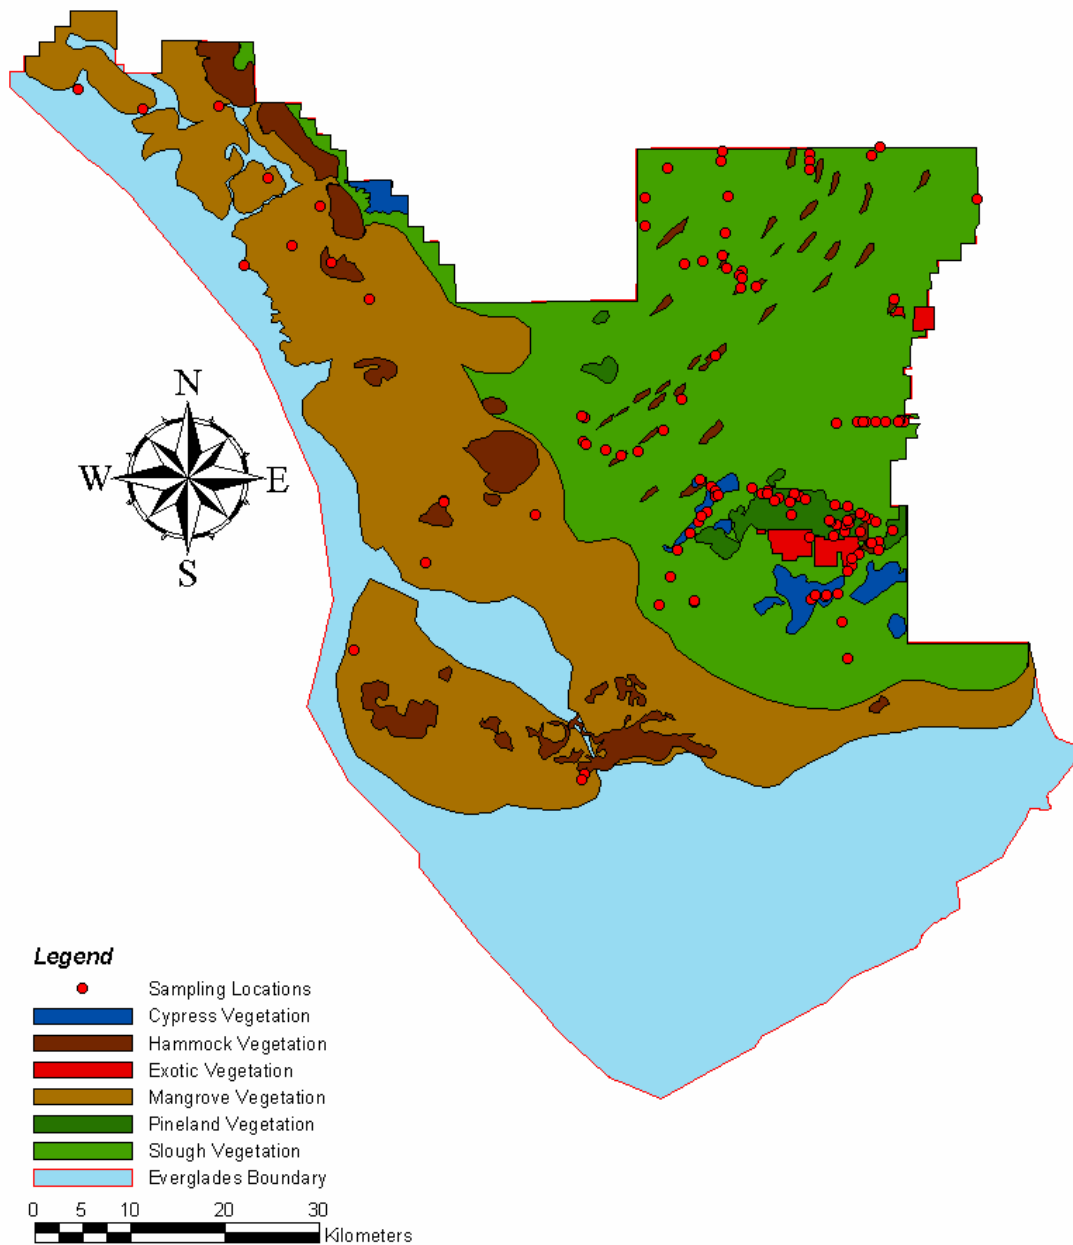 N
W E
S
Legend
Sampling Locations
Cypress Vegetation
Hammock Vegetation
Exotic Vegetation
Mangrove Vegetation
Pineland Vegetation
Slough Vegetation
Everglades Boundary
0 5 10 20 30
Kilometers